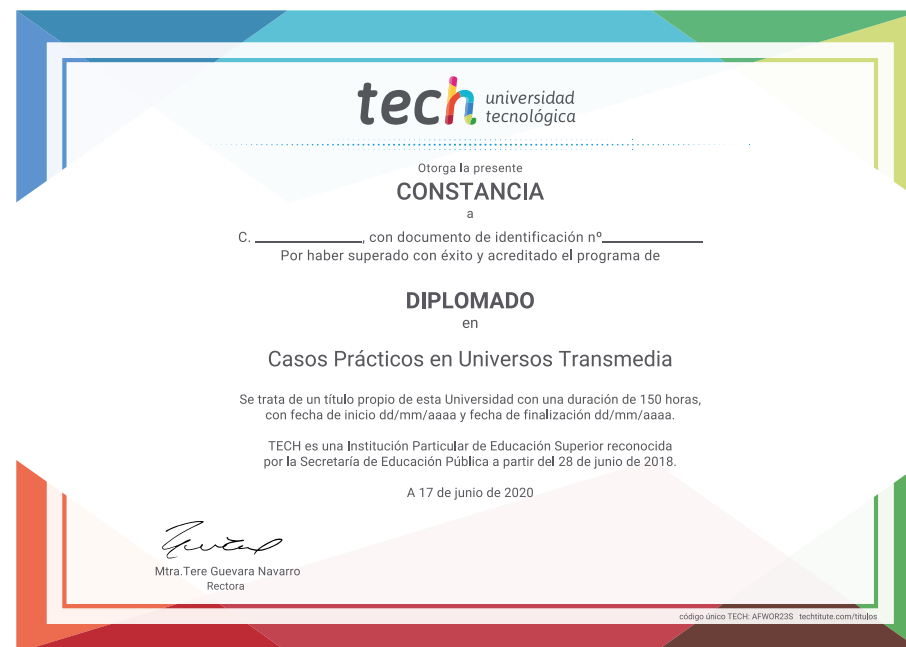 tech universidad
tecnológica
Otorga la presente
CONSTANCIA
a
C. ____________, con documento de identificación nº____________
Por haber superado con éxito y acreditado el programa de
DIPLOMADO
en
Casos Prácticos en Universos Transmedia
Se trata de un título propio de esta Universidad con una duración de 150 horas,
con fecha de inicio dd/mm/aaaa y fecha de finalización dd/mm/aaaa.
TECH es una Institución Particular de Educación Superior reconocida
por la Secretaría de Educación Pública a partir del 28 de junio de 2018.
A 17 de junio de 2020
Mtra.Tere Guevara Navarro
Rectora
código único TECH: AFWOR23S techtitute.com/titulos